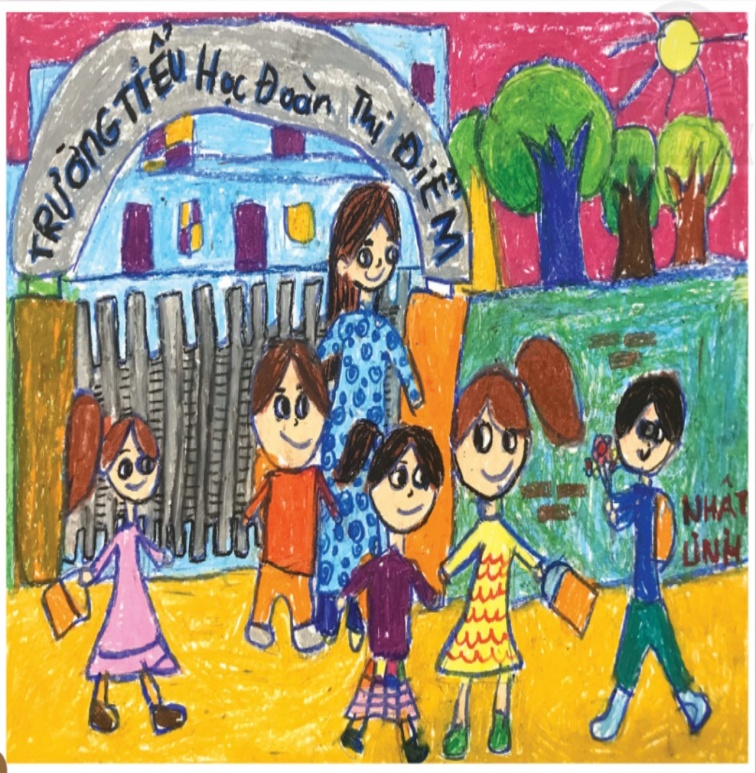 TRƯỜNG TIỂU Học Đoàn Thị ĐIỂM
NHẬT
LINH